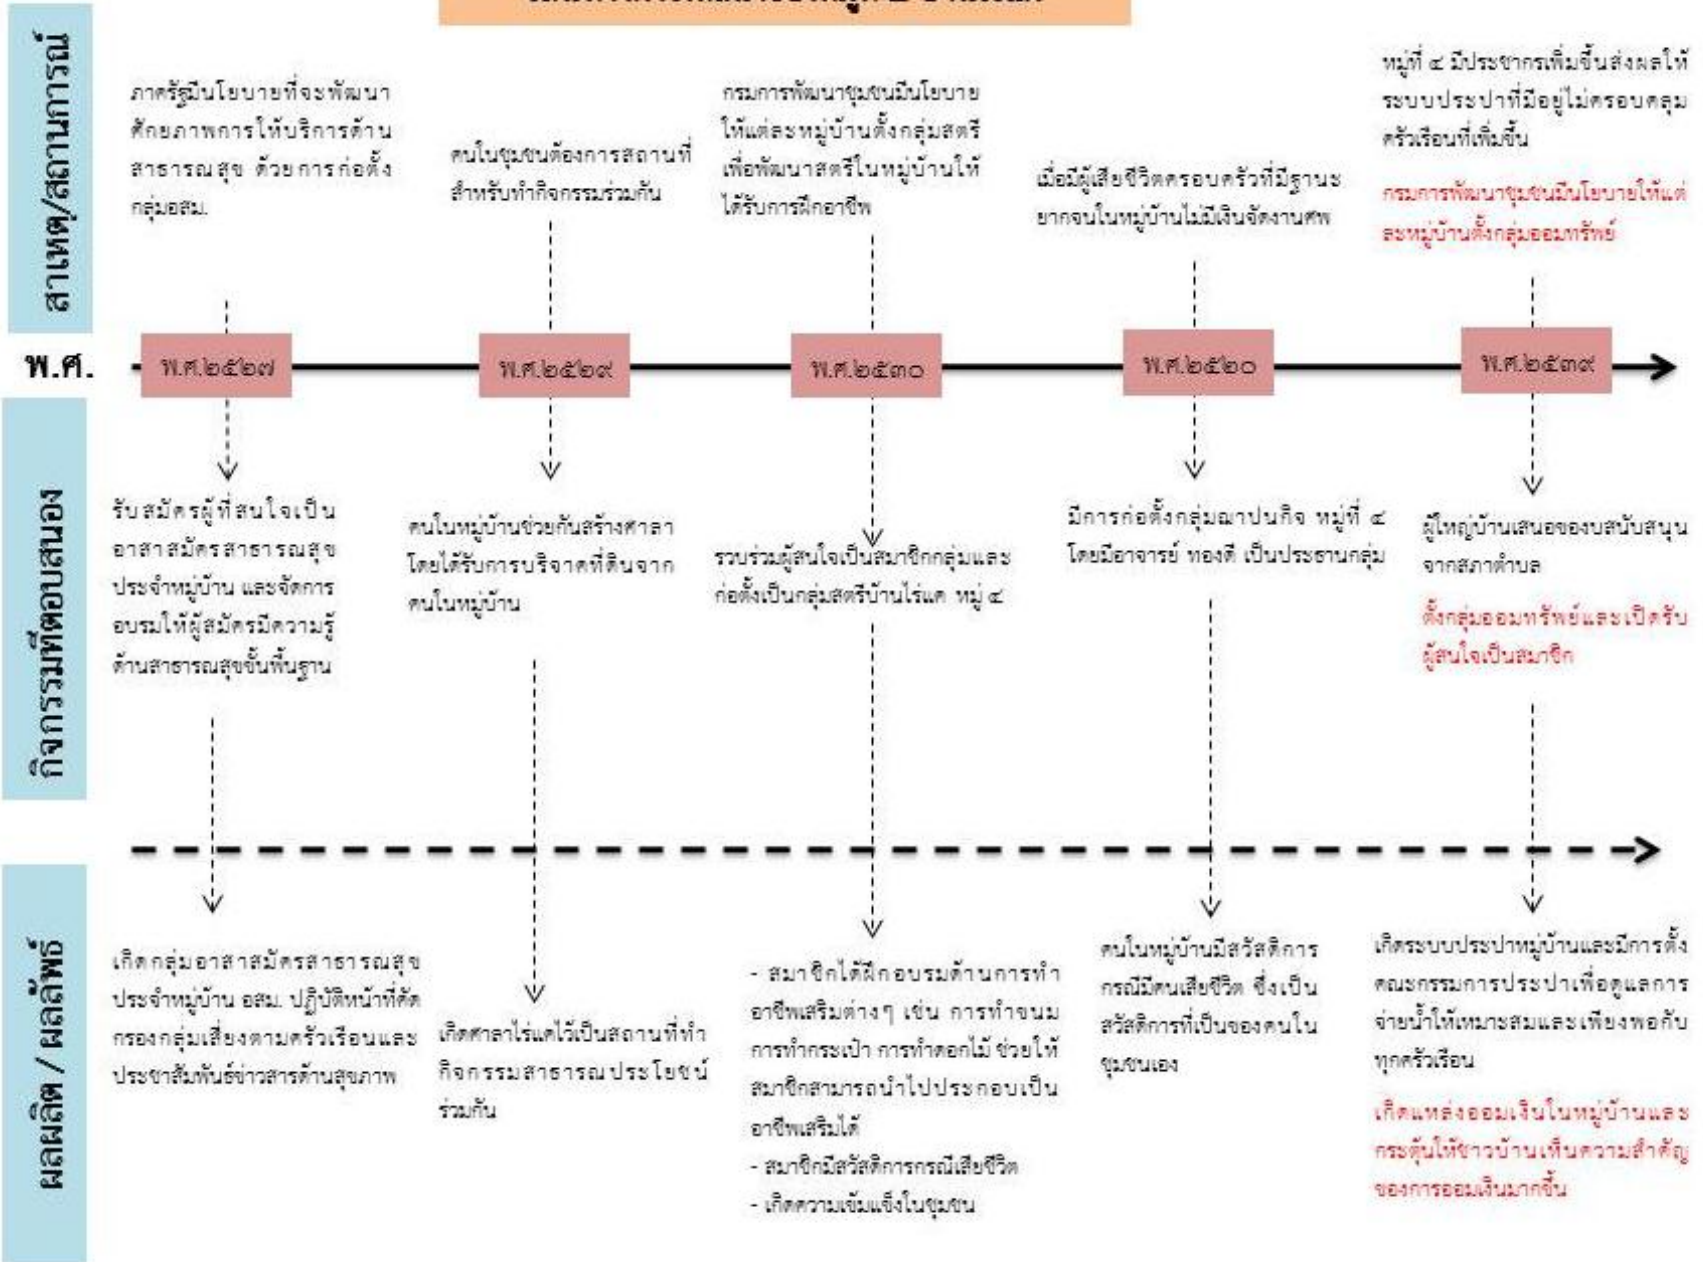 สาเหตุ/สถานการณ์
ภาครัฐมีนโยบายที่จะพัฒนา
ศักยภาพการให้บริการด้าน
สาธารณสุข ด้วยการก่อตั้ง
กลุ่มอสม.
คนในชุมชนต้องการสถานที่
สำหรับทำกิจกรรมร่วมกัน
กรมการพัฒนาชุมชนมีนโยบาย
ให้แต่ละหมู่บ้านตั้งกลุ่มสตรี
เพื่อพัฒนาสตรีในหมู่บ้านให้
ได้รับการฝึกอาชีพ
เมื่อมีผู้เสียชีวิตครอบครัวที่มีฐานะ
ยากจนในหมู่บ้านไม่มีเงินจัดงานศพ
หมู่ที่ ๔ มีประชากรเพิ่มขึ้นส่งผลให้
ระบบประปาที่มีอยู่ไม่ครอบคลุม
ครัวเรือนที่เพิ่มขึ้น
กรมการพัฒนาชุมชนมีนโยบายให้แต่
ละหมู่บ้านตั้งกลุ่มออมทรัพย์
พ.ศ.
พ.ศ.๒๕๒๗
พ.ศ.๒๕๒๙
พ.ศ.๒๕๓๐
พ.ศ.๒๕๒๐
พ.ศ.๒๕๓๙
กิจกรรมที่ตอบสนอง
รับสมัครผู้ที่สนใจเป็น
อาสาสมัครสาธารณสุข
ประจำหมู่บ้าน และจัดการ
อบรมให้ผู้สมัครมีความรู้
ด้านสาธารณสุขขั้นพื้นฐาน
คนในหมู่บ้านช่วยกันสร้างศาลา
โดยได้รับการบริจาคที่ดินจาก
คนในหมู่บ้าน
รวบร่วมผู้สนใจเป็นสมาชิกกลุ่มและ
ก่อตั้งเป็นกลุ่มสตรีบ้านไร่แค หมู่ ๔
มีการก่อตั้งกลุ่มฌาปนกิจ หมู่ที่ ๔
โดยมีอาจารย์ ทองดี เป็นประธานกลุ่ม
ผู้ใหญ่บ้านเสนอของบสนับสนุน
จากสภาตำบล
ตั้งกลุ่มออมทรัพย์และเปิดรับ
ผู้สนใจเป็นสมาชิก
ผลผลิต / ผลลัพธ์
เกิดกลุ่มอาสาสมัครสาธารณสุข
ประจำหมู่บ้าน อสม. ปฏิบัติหน้าที่คัด
กรองกลุ่มเสี่ยงตามครัวเรือนและ
ประชาสัมพันธ์ข่าวสารด้านสุขภาพ
เกิดศาลาไร่แคไว้เป็นสถานที่ทำ
กิจกรรมสาธารณประโยชน์
ร่วมกัน
- สมาชิกได้ฝึกอบรมด้านการทำ
อาชีพเสริมต่างๆ เช่น การทำขนม
การทำกระเป๋า การทำดอกไม้ ช่วยให้
สมาชิกสามารถนำไปประกอบเป็น
อาชีพเสริมได้
- สมาชิกมีสวัสดิการกรณีเสียชีวิต
- เกิดความเข้มแข็งในชุมชน
คนในหมู่บ้านมีสวัสดิการ
กรณีมีคนเสียชีวิต ซึ่งเป็น
สวัสดิการที่เป็นของคนใน
ชุมชนเอง
เกิดระบบประปาหมู่บ้านและมีการตั้ง
คณะกรรมการประปาเพื่อดูแลการ
จ่ายน้ำให้เหมาะสมและเพียงพอกับ
ทุกครัวเรือน
เกิดแหล่งออมเงินในหมู่บ้านและ
กระตุ้นให้ชาวบ้านเห็นความสำคัญ
ของการออมเงินมากขึ้น